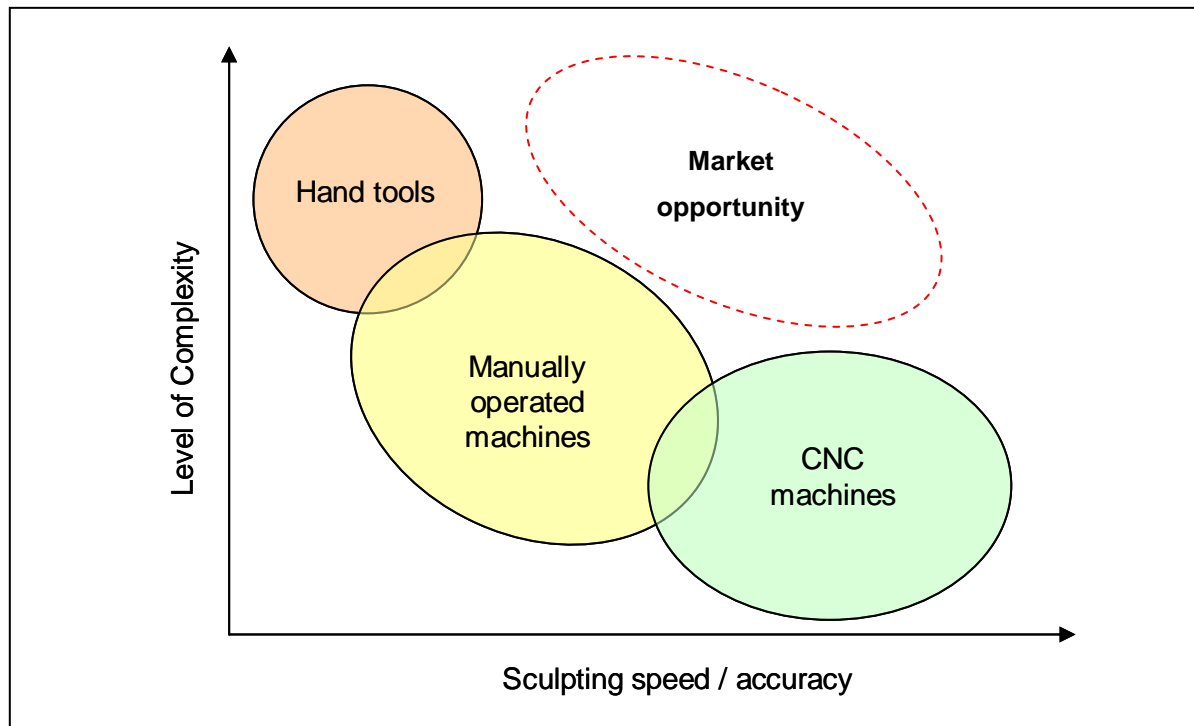 Market
opportunity
Hand tools
Manually
operated
machines
CNC
machines
Level of Complexity
Sculpting speed / accuracy